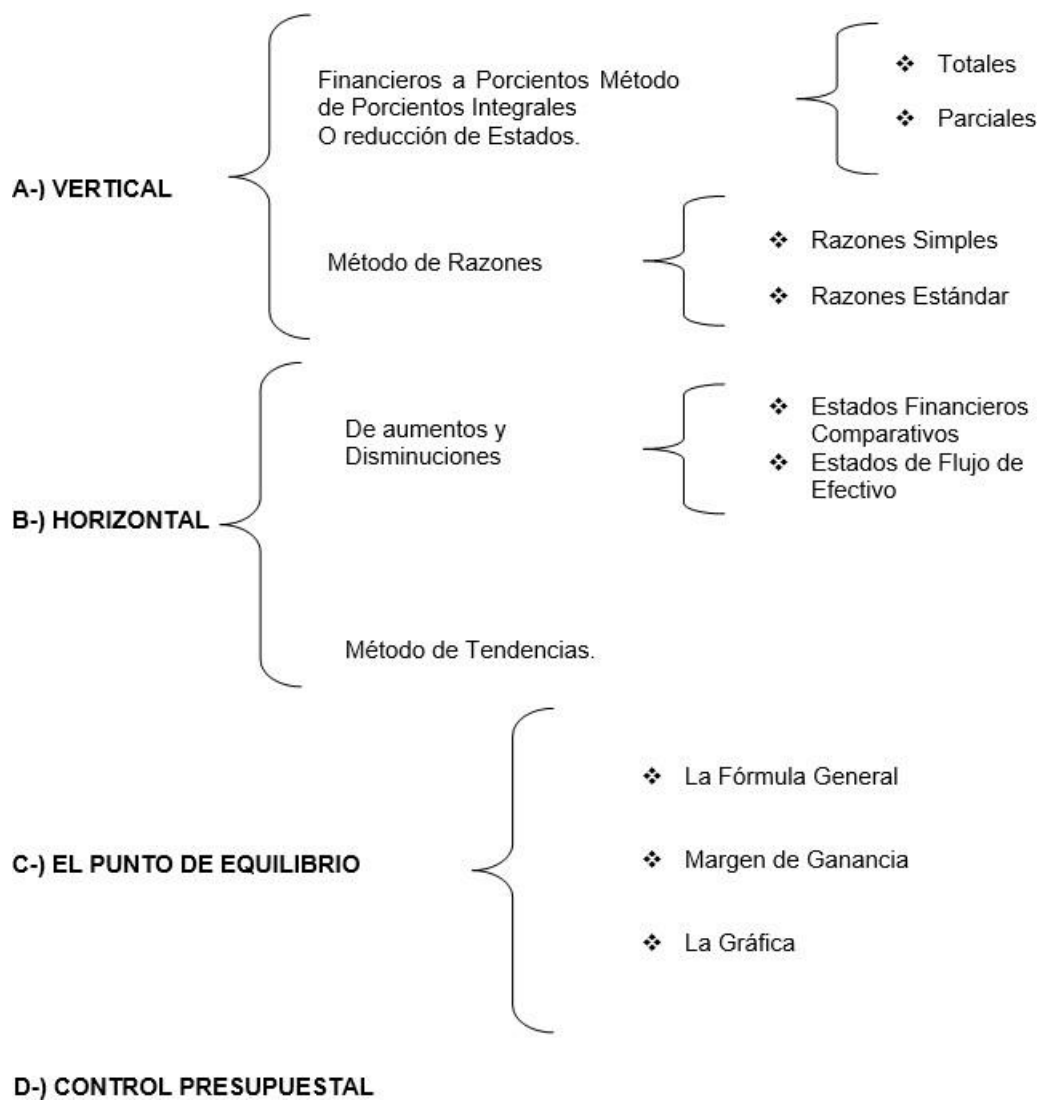 Financieros a Porcientos Método
de Porcientos Integrales
O reducción de Estados.
❖ Totales
❖ Parciales
A-) VERTICAL
Método de Razones
❖ Razones Simples
❖ Razones Estándar
De aumentos y
Disminuciones
❖ Estados Financieros
Comparativos
❖ Estados de Flujo de
Efectivo
B-) HORIZONTAL
Método de Tendencias.
C-) EL PUNTO DE EQUILIBRIO
❖ La Fórmula General
❖ Margen de Ganancia
❖ La Gráfica
D-) CONTROL PRESUPUESTAL